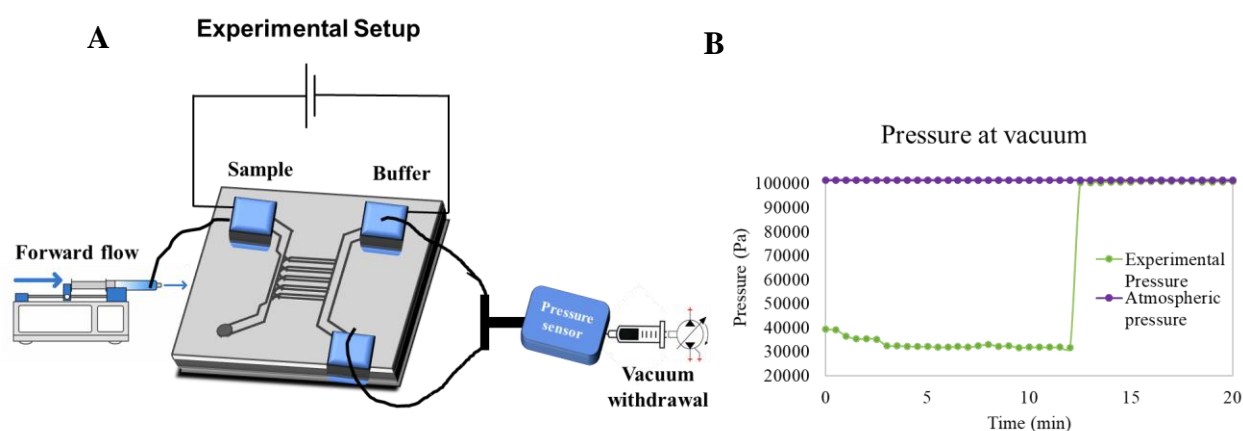 A
Experimental Setup
Sample
Buffer
Forward flow
Pressure
sensor
Vacuum
withdrawal
B
Pressure at vacuum
Pressure (Pa)
100000
90000
80000
70000
60000
50000
40000
30000
20000
0
5
10
15
20
Time (min)
Experimental
Pressure
Atmospheric
pressure